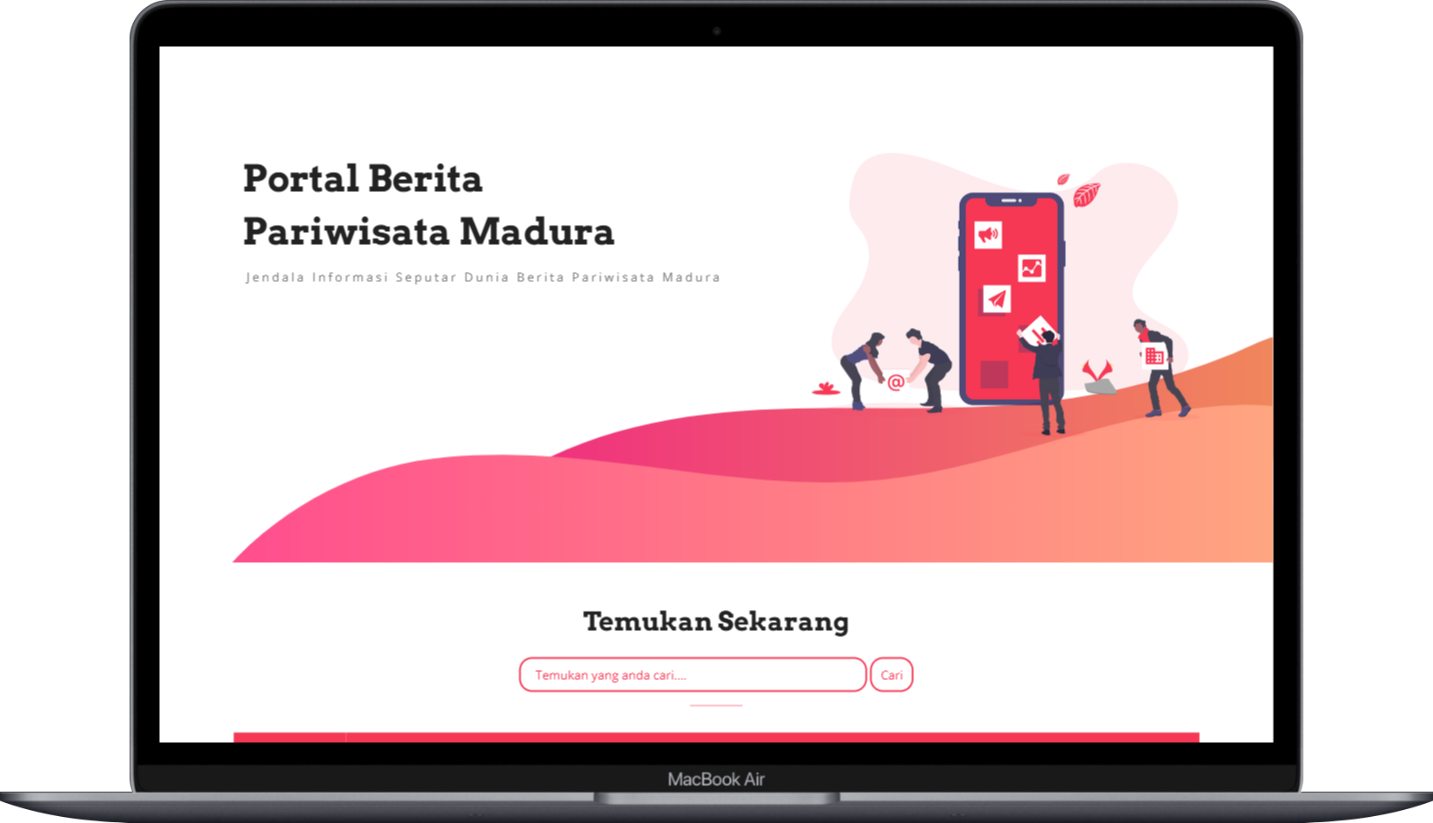 Portal Berita
Pariwisata Madura
Jendala Informasi Seputar Dunia Berita Pariwisata Madura
@
Temukan Sekarang
Temukan yang anda cari....
Cari
MacBook Air